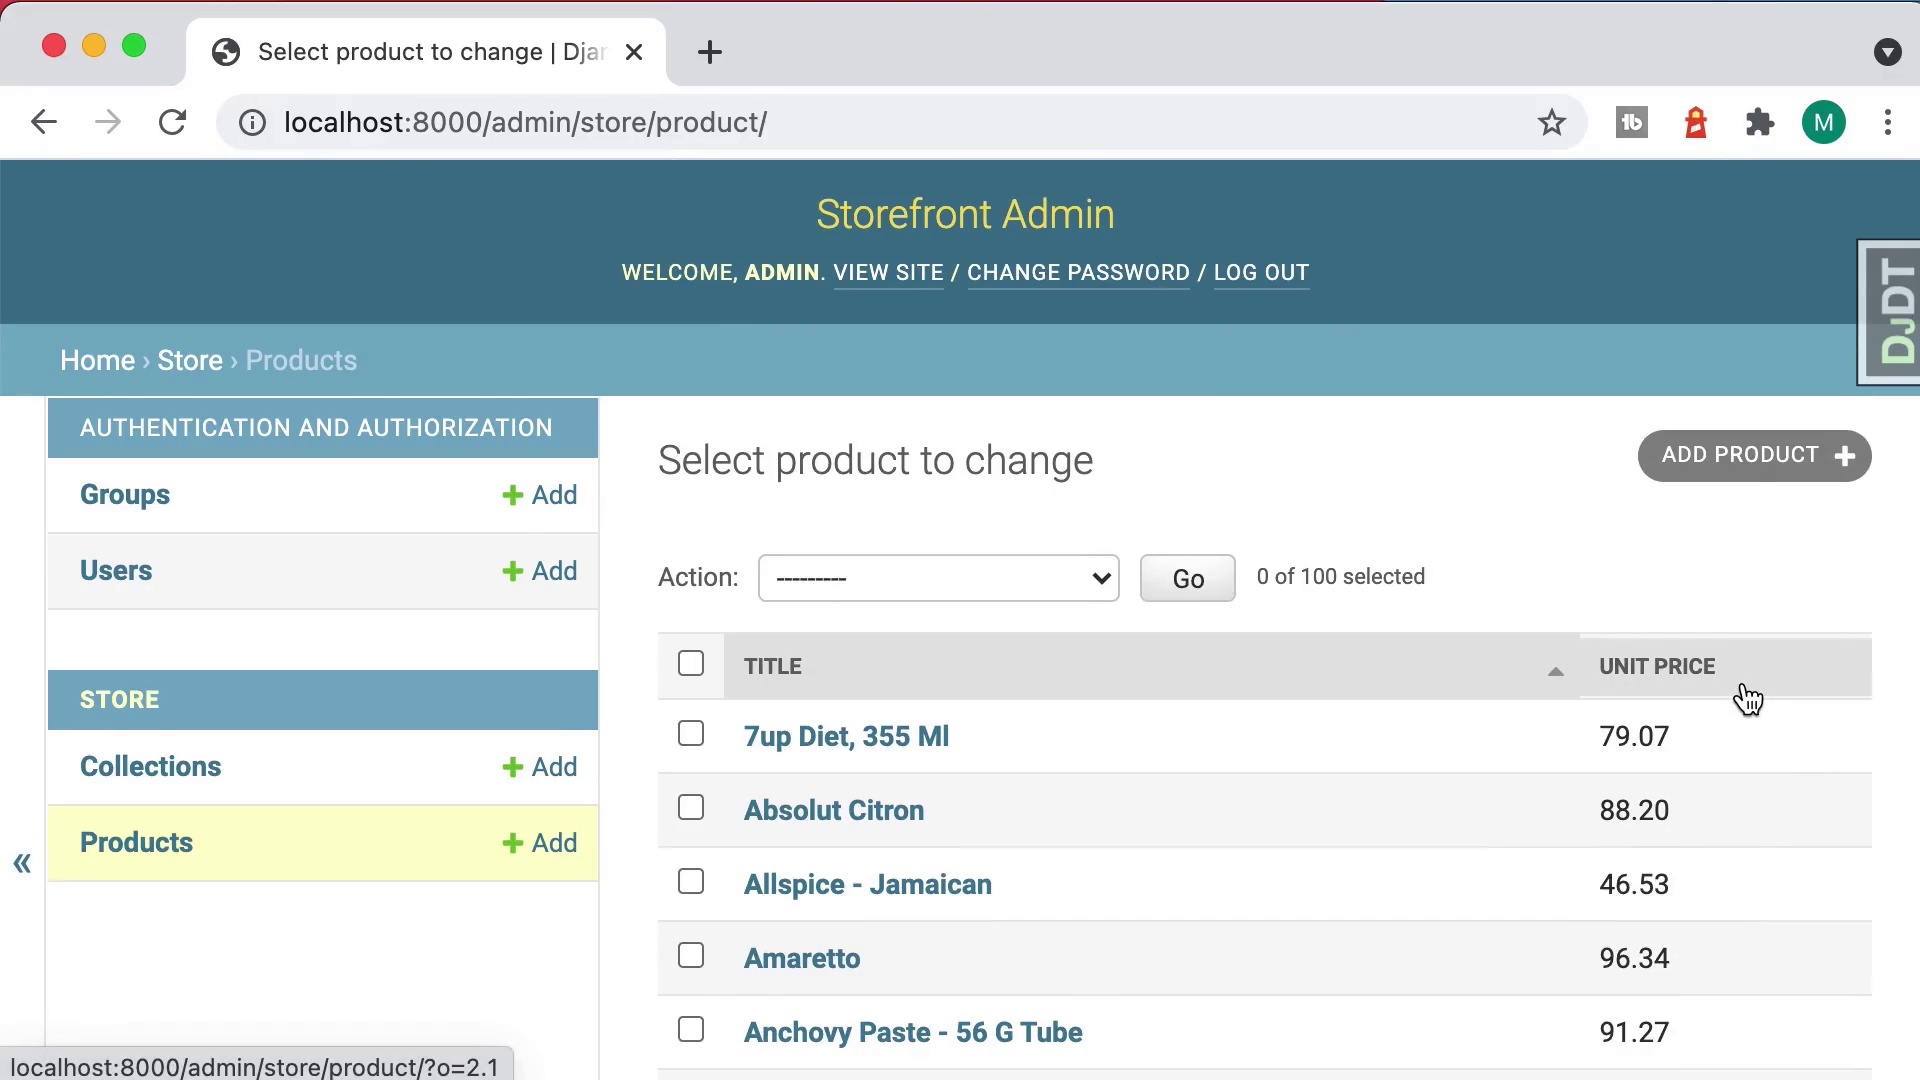 Select product to change | Djan
localhost:8000/admin/store/product/
M
Storefront Admin
WELCOME, ADMIN. VIEW SITE / CHANGE PASSWORD / LOG OUT
DJDT
Home › Store › Products
AUTHENTICATION AND AUTHORIZATION
Groups + Add
Users + Add
STORE
Collections + Add
Products + Add
«
Select product to change
ADD PRODUCT +
Action: --------- Go 0 of 100 selected
TITLE UNIT PRICE
7up Diet, 355 Ml 79.07
Absolut Citron 88.20
Allspice - Jamaican 46.53
Amaretto 96.34
Anchovy Paste - 56 G Tube 91.27
localhost:8000/admin/store/product/?o=2.1